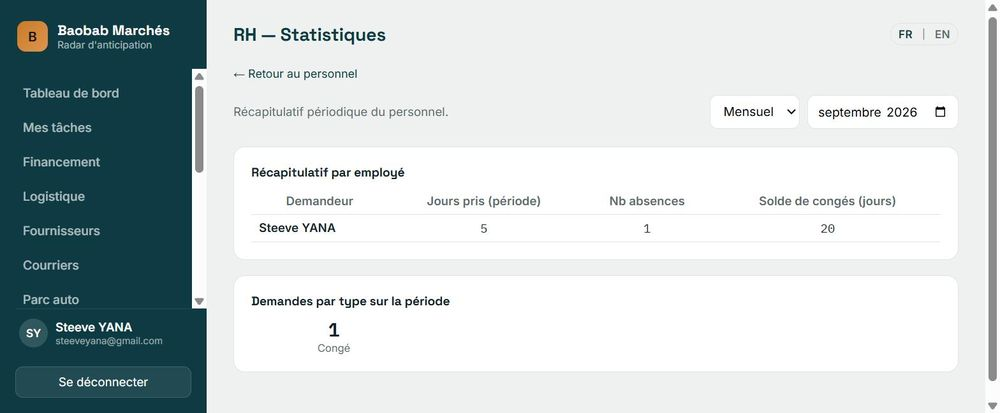 B
Baobab Marchés
Radar d'anticipation
Tableau de bord
Mes tâches
Financement
Logistique
Fournisseurs
Courriers
Parc auto
SY
Steeve YANA
steeveyana@gmail.com
Se déconnecter
RH — Statistiques
FR | EN
← Retour au personnel
Récapitulatif périodique du personnel.
Mensuel
septembre 2026
Récapitulatif par employé
Demandeur Jours pris (période) Nb absences Solde de congés (jours)
Steeve YANA 5 1 20
Demandes par type sur la période
1
Congé